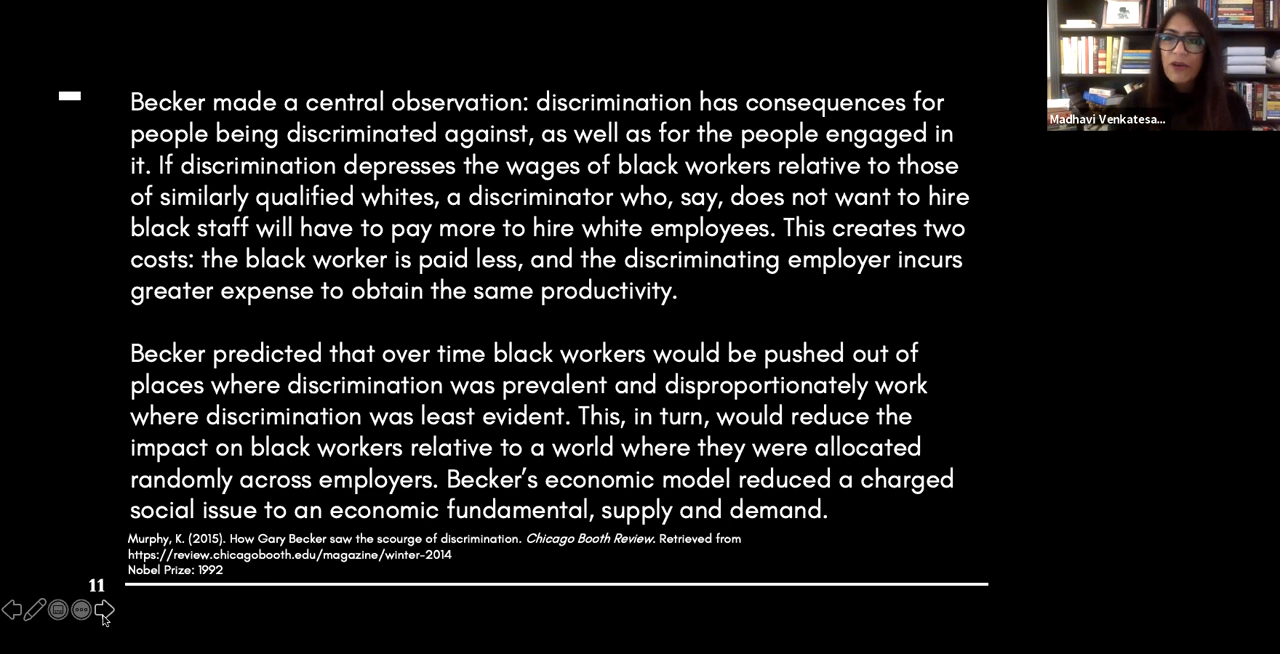 Becker made a central observation: discrimination has consequences for
people being discriminated against, as well as for the people engaged in
it. If discrimination depresses the wages of black workers relative to those
of similarly qualified whites, a discriminator who, say, does not want to hire
black staff will have to pay more to hire white employees. This creates two
costs: the black worker is paid less, and the discriminating employer incurs
greater expense to obtain the same productivity.
Becker predicted that over time black workers would be pushed out of
places where discrimination was prevalent and disproportionately work
where discrimination was least evident. This, in turn, would reduce the
impact on black workers relative to a world where they were allocated
randomly across employers. Becker’s economic model reduced a charged
social issue to an economic fundamental, supply and demand.
Murphy, K. (2015). How Gary Becker saw the scourge of discrimination. Chicago Booth Review. Retrieved from
https://review.chicagobooth.edu/magazine/winter-2014
Nobel Prize: 1992
11
Madhavi Venkatesa...